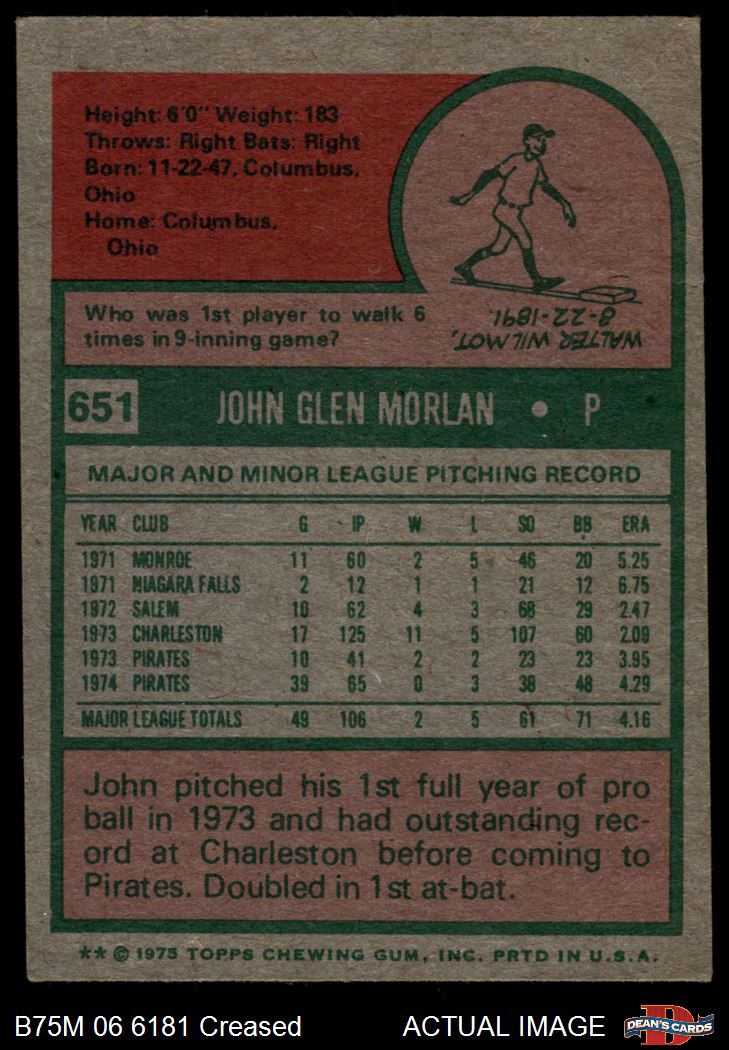 Height: 6'0" Weight: 183
Throws: Right Bats: Right
Born: 11-22-47, Columbus,
Ohio
Home: Columbus,
Ohio
Who was 1st player to walk 6
times in 9-inning game?
WALTER WILMOT,
8-22-1891.
651 JOHN GLEN MORLAN • P
MAJOR AND MINOR LEAGUE PITCHING RECORD
YEAR CLUB G IP W L SO BB ERA
1971 MONROE 11 60 2 5 46 20 5.25
1971 NIAGARA FALLS 2 12 1 1 21 12 6.75
1972 SALEM 10 62 4 3 68 29 2.47
1973 CHARLESTON 17 125 11 5 107 60 2.09
1973 PIRATES 10 41 2 2 23 23 3.95
1974 PIRATES 39 65 0 3 38 48 4.29
MAJOR LEAGUE TOTALS 49 106 2 5 61 71 4.16
John pitched his 1st full year of pro
ball in 1973 and had outstanding rec-
ord at Charleston before coming to
Pirates. Doubled in 1st at-bat.
** © 1975 TOPPS CHEWING GUM, INC. PRTD IN U.S.A.
B75M 06 6181 Creased ACTUAL IMAGE DEAN'S CARDS